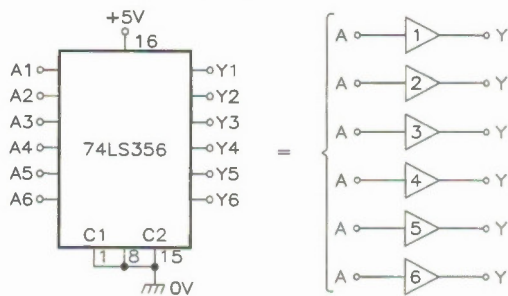 +5V
16
A1 Y1
A2 Y2
A3 Y3
A4 Y4
A5 Y5
A6 Y6
74LS356
C1 C2
1 8 15
0V
=
A 1 Y
A 2 Y
A 3 Y
A 4 Y
A 5 Y
A 6 Y